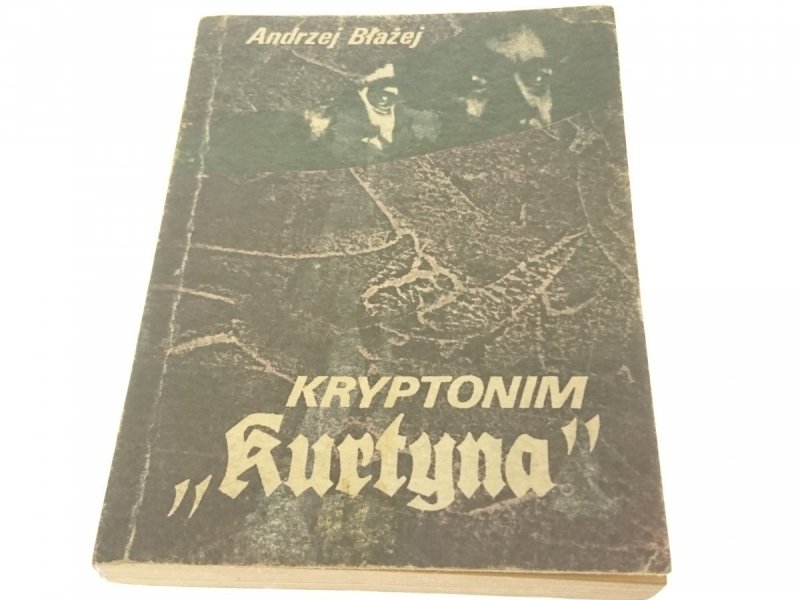 Andrzej Błażej
KRYPTONIM
„Kurtyna”